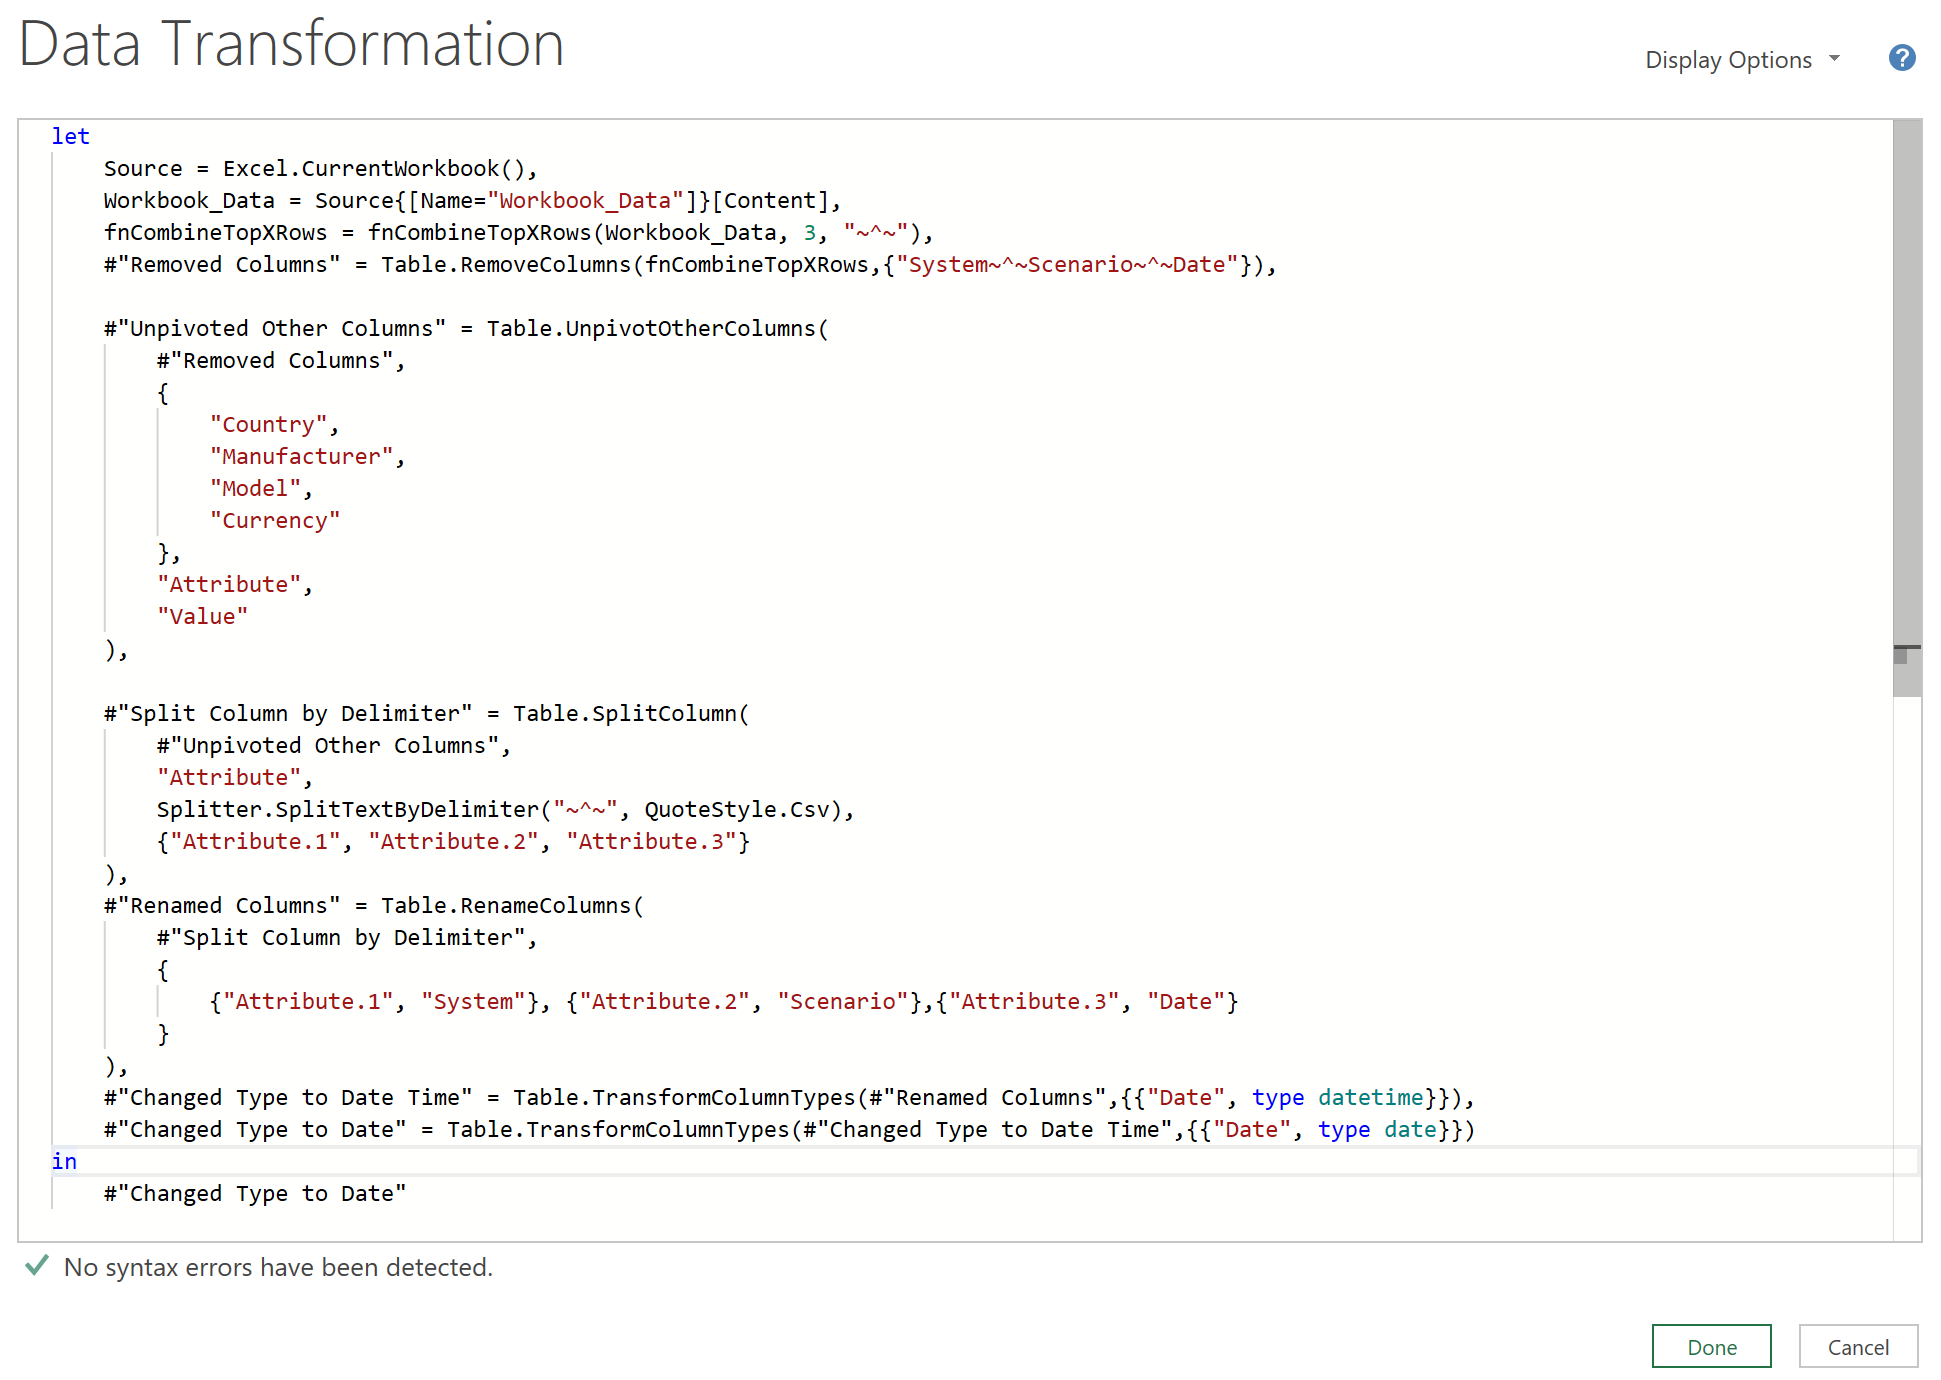 Data Transformation
Display Options
?
let
    Source = Excel.CurrentWorkbook(),
    Workbook_Data = Source{[Name="Workbook_Data"]}[Content],
    fnCombineTopXRows = fnCombineTopXRows(Workbook_Data, 3, "~^~"),
    #"Removed Columns" = Table.RemoveColumns(fnCombineTopXRows,{"System~^~Scenario~^~Date"}),

    #"Unpivoted Other Columns" = Table.UnpivotOtherColumns(
        #"Removed Columns",
        {
            "Country",
            "Manufacturer",
            "Model",
            "Currency"
        },
        "Attribute",
        "Value"
    ),

    #"Split Column by Delimiter" = Table.SplitColumn(
        #"Unpivoted Other Columns",
        "Attribute",
        Splitter.SplitTextByDelimiter("~^~", QuoteStyle.Csv),
        {"Attribute.1", "Attribute.2", "Attribute.3"}
    ),
    #"Renamed Columns" = Table.RenameColumns(
        #"Split Column by Delimiter",
        {
            {"Attribute.1", "System"}, {"Attribute.2", "Scenario"},{"Attribute.3", "Date"}
        }
    ),
    #"Changed Type to Date Time" = Table.TransformColumnTypes(#"Renamed Columns",{{"Date", type datetime}}),
    #"Changed Type to Date" = Table.TransformColumnTypes(#"Changed Type to Date Time",{{"Date", type date}})
in
    #"Changed Type to Date"
No syntax errors have been detected.
Done
Cancel